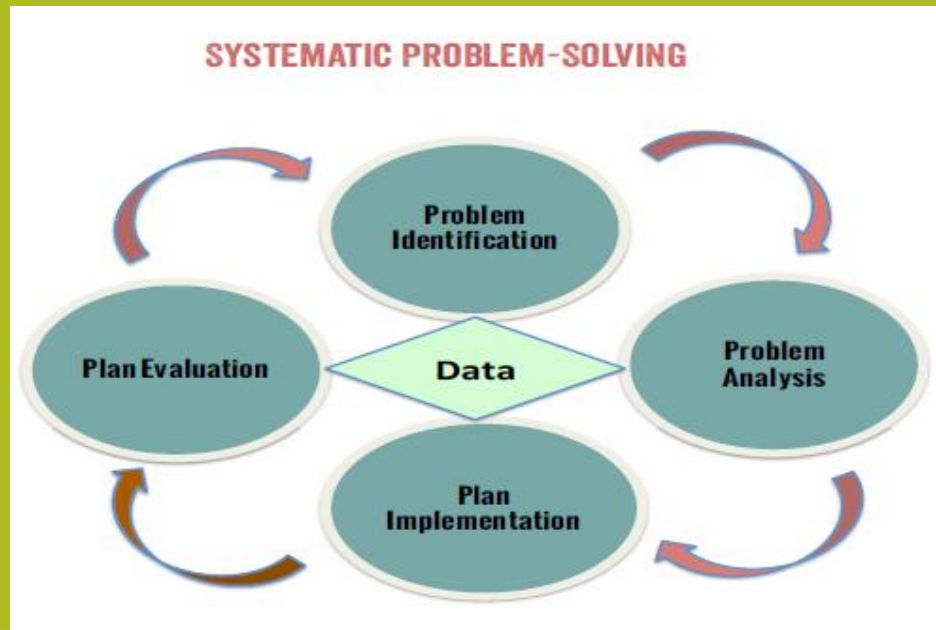 SYSTEMATIC PROBLEM-SOLVING
Problem
Identification
Plan Evaluation
Data
Problem
Analysis
Plan
Implementation